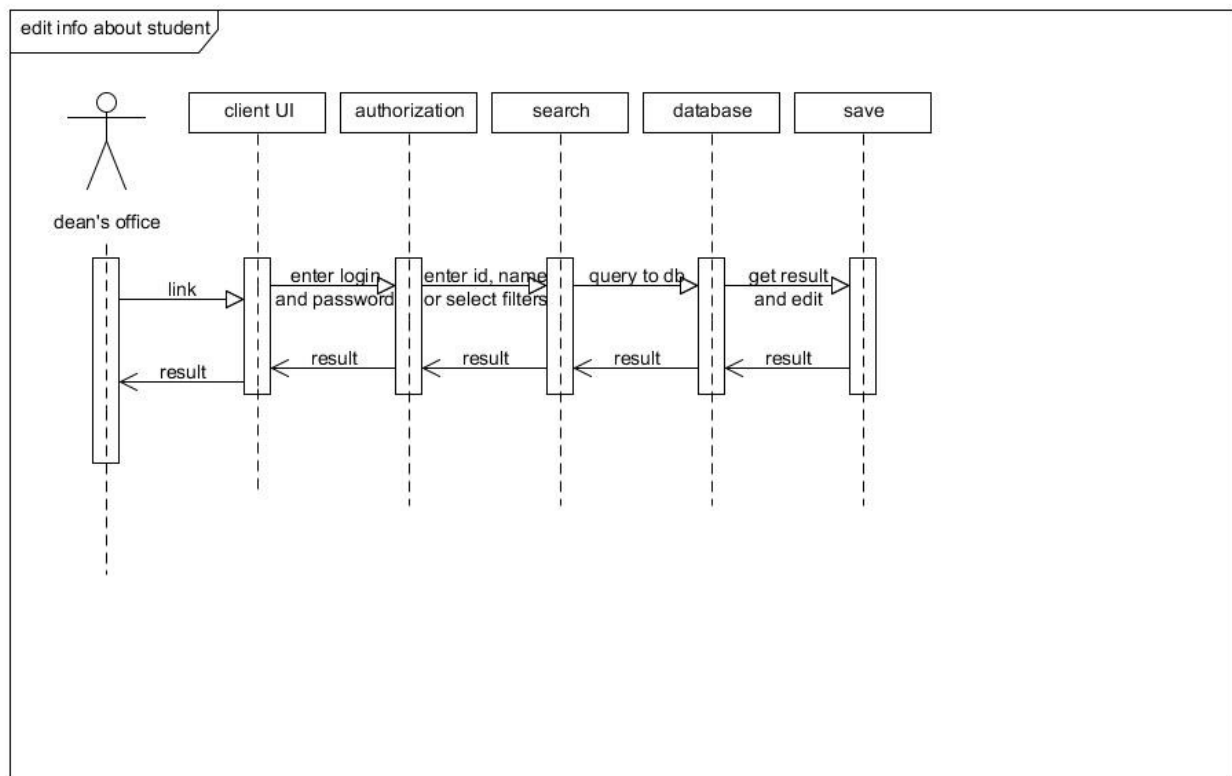 edit info about student
client UI
authorization
search
database
save
dean's office
link
enter login
and password
enter id, name
or select filters
query to db
get result
and edit
result
result
result
result
result